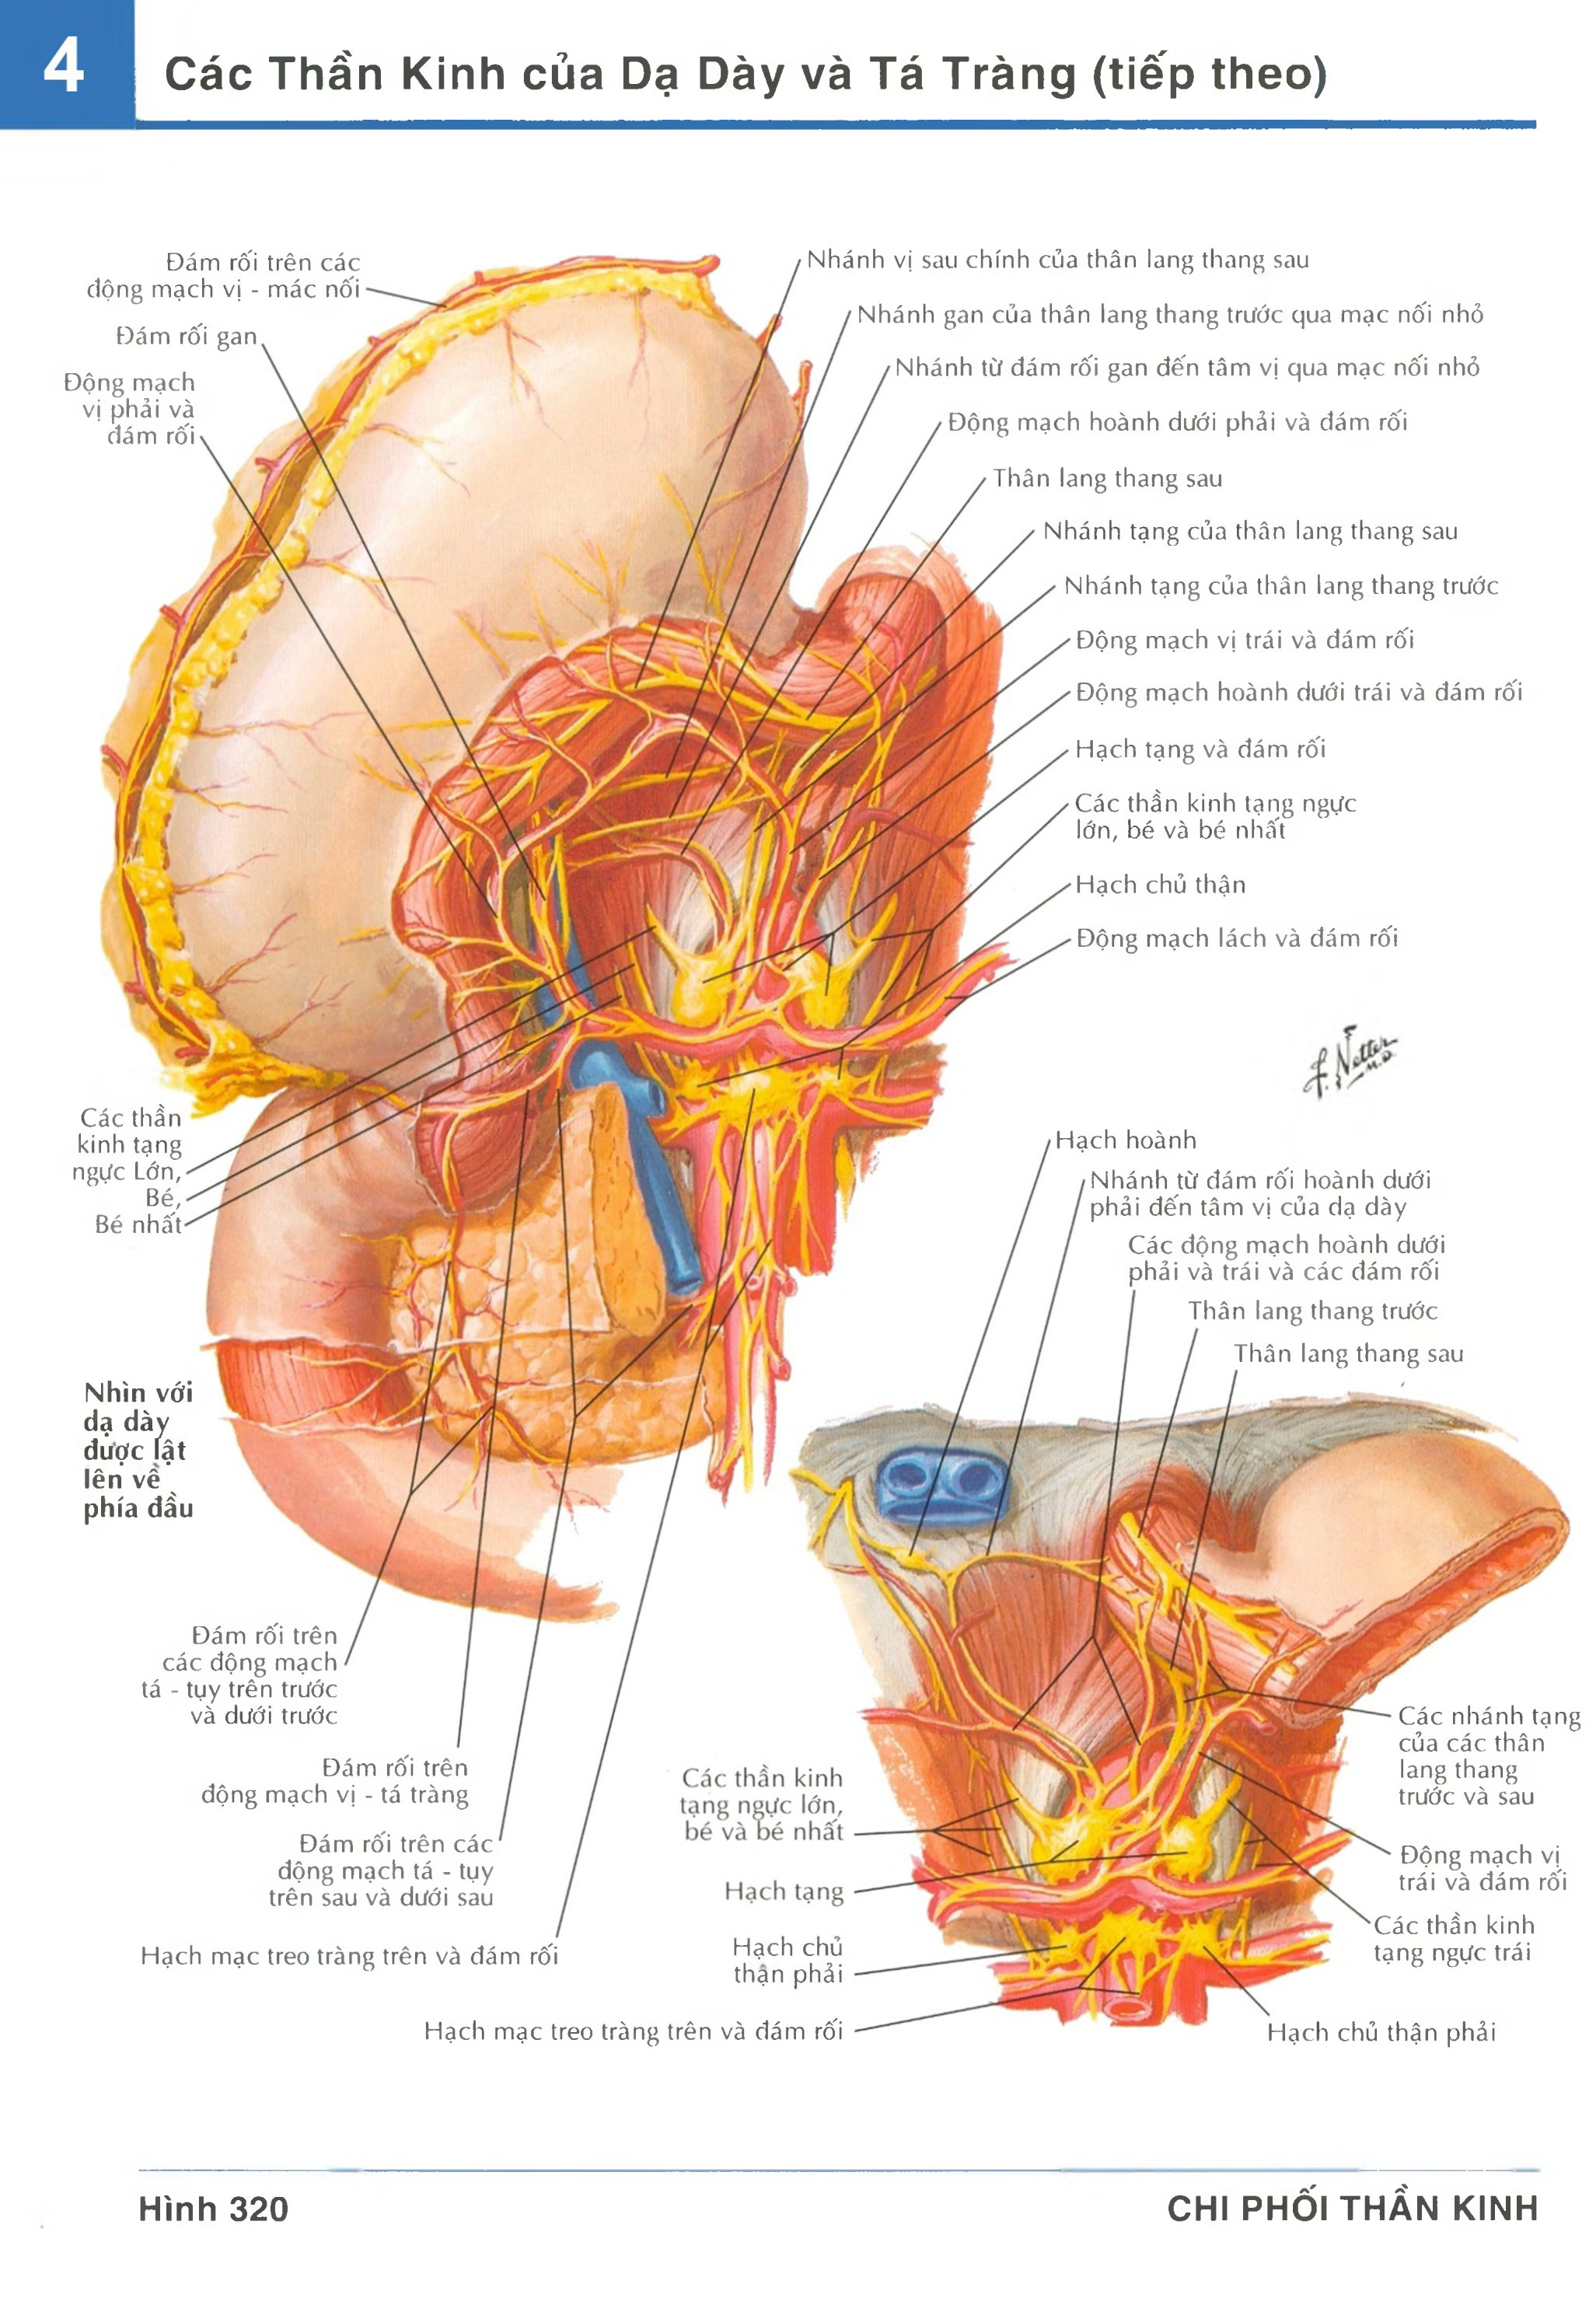 4
Các Thần Kinh của Dạ Dày và Tá Tràng (tiếp theo)
Đám rối trên các
động mạch vị - mác nối
Đám rối gan
Động mạch
vị phải và
đám rối
Nhánh vị sau chính của thân lang thang sau
Nhánh gan của thân lang thang trước qua mạc nối nhỏ
Nhánh từ đám rối gan đến tâm vị qua mạc nối nhỏ
Động mạch hoành dưới phải và đám rối
Thân lang thang sau
Nhánh tạng của thân lang thang sau
Nhánh tạng của thân lang thang trước
Động mạch vị trái và đám rối
Động mạch hoành dưới trái và đám rối
Hạch tạng và đám rối
Các thần kinh tạng ngực
lớn, bé và bé nhất
Hạch chủ thận
Động mạch lách và đám rối
F. Netter
M.D.
Các thần
kinh tạng
ngực Lớn,
Bé,
Bé nhất
Nhìn với
dạ dày
được lật
lên về
phía đầu
Hạch hoành
Nhánh từ đám rối hoành dưới
phải đến tâm vị của dạ dày
Các động mạch hoành dưới
phải và trái và các đám rối
Thân lang thang trước
Thân lang thang sau
Đám rối trên
các động mạch
tá - tụy trên trước
và dưới trước
Đám rối trên
động mạch vị - tá tràng
Đám rối trên các
động mạch tá - tụy
trên sau và dưới sau
Hạch mạc treo tràng trên và đám rối
Các thần kinh
tạng ngực lớn,
bé và bé nhất
Hạch tạng
Hạch chủ
thận phải
Hạch mạc treo tràng trên và đám rối
Các nhánh tạng
của các thân
lang thang
trước và sau
Động mạch vị
trái và đám rối
Các thần kinh
tạng ngực trái
Hạch chủ thận phải
Hình 320
CHI PHỐI THẦN KINH